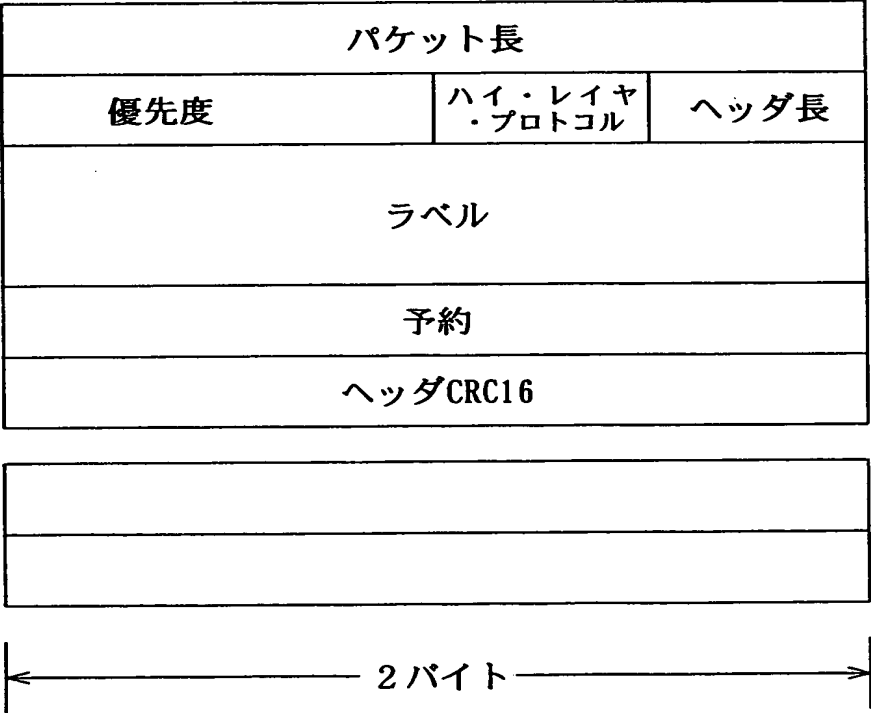 パケット長
優先度
ハイ・レイヤ
・プロトコル
ヘッダ長
ラベル
予約
ヘッダCRC16
2バイト